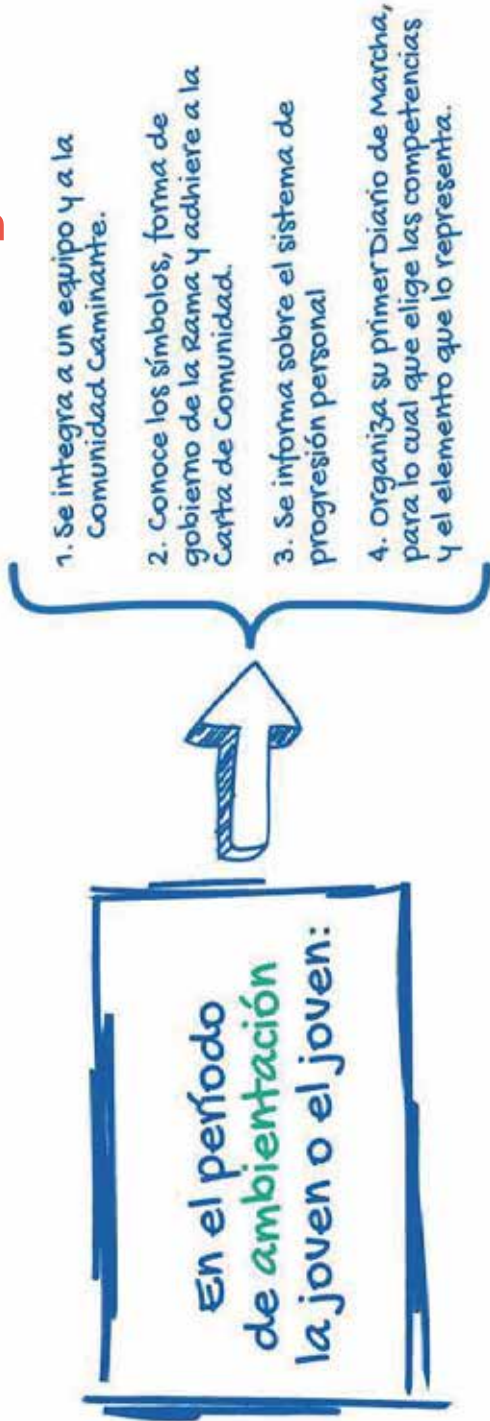 En el período
de ambientación
la joven o el joven:
1. Se integra a un equipo y a la
Comunidad Caminante.
2. Conoce los símbolos, forma de
gobierno de la Rama y adhiere a la
Carta de Comunidad.
3. Se informa sobre el sistema de
progresión personal
4. Organiza su primer Diario de Marcha,
para lo cual que elige las competencias
y el elemento que lo representa.